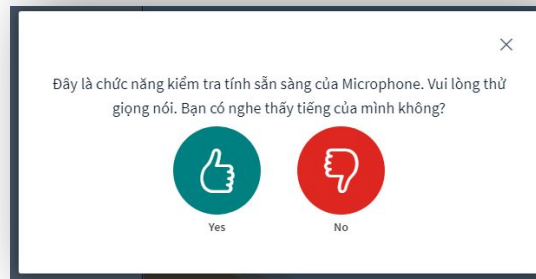 Đây là chức năng kiểm tra tính sẵn sàng của Microphone. Vui lòng thử
giọng nói. Bạn có nghe thấy tiếng của mình không?
Yes
No